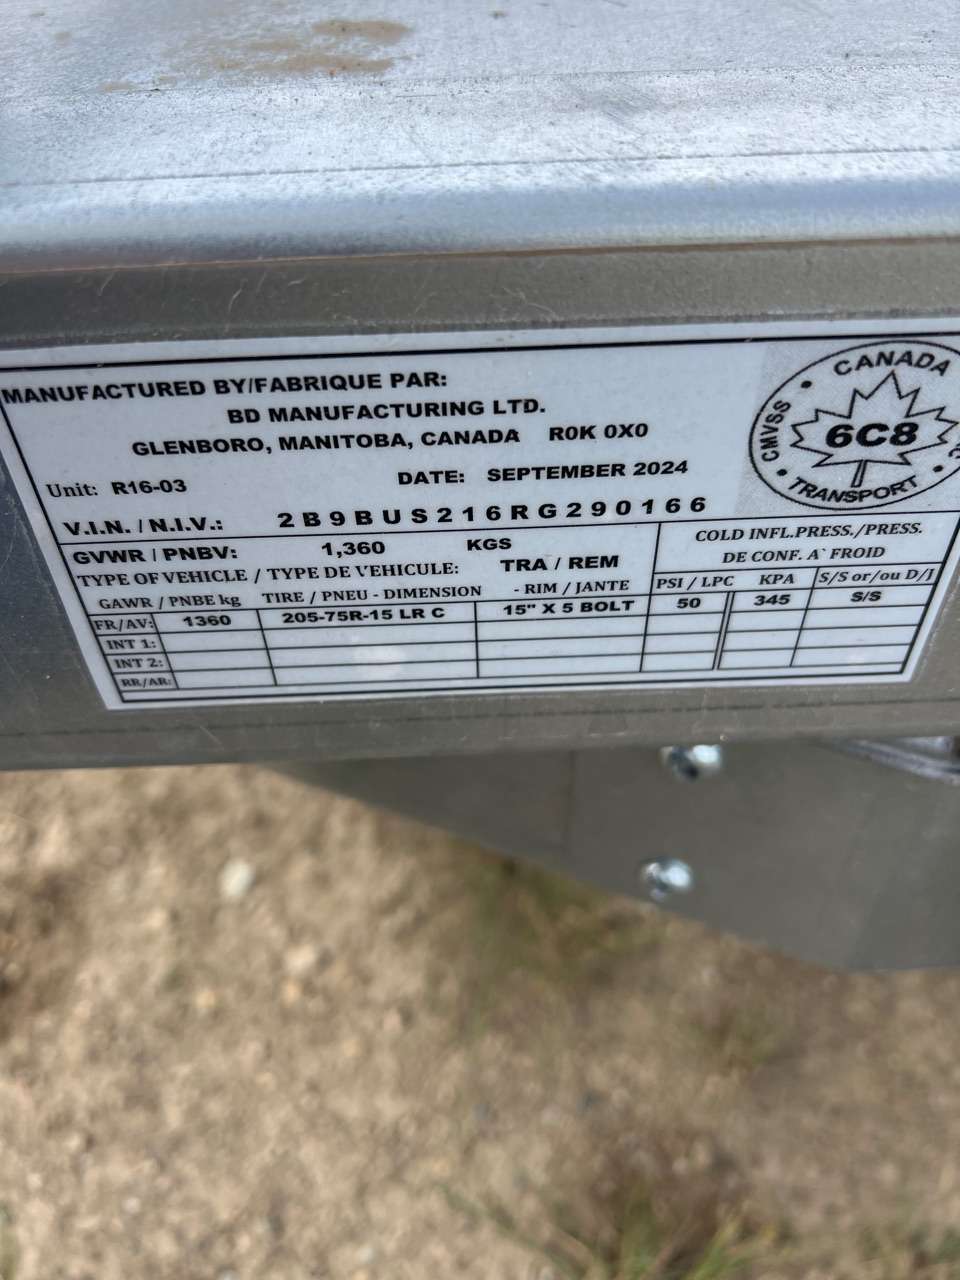 MANUFACTURED BY/FABRIQUE PAR:
BD MANUFACTURING LTD.
GLENBORO, MANITOBA, CANADA R0K 0X0
Unit: R16-03
DATE: SEPTEMBER 2024
CANADA
CMVSS
6C8
TRANSPORT
V.I.N. / N.I.V.: 2B9BUS216RG290166
GVWR / PNBV: 1,360 KGS
TYPE OF VEHICLE / TYPE DE VEHICULE: TRA / REM
COLD INFL.PRESS./PRESS.
DE CONF. A` FROID
GAWR / PNBE kg TIRE / PNEU - DIMENSION - RIM / JANTE PSI / LPC KPA S/S or/ou D/J
FR/AV: 1360 205-75R-15 LR C 15" X 5 BOLT 50 345 S/S
INT 1:
INT 2:
RR/AR: